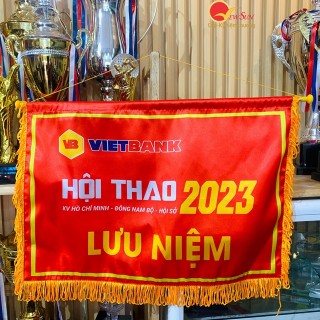 VB VIETBANK
HỘI THAO 2023
KV HỒ CHÍ MINH - ĐÔNG NAM BỘ - HỘI SỞ
LƯU NIỆM